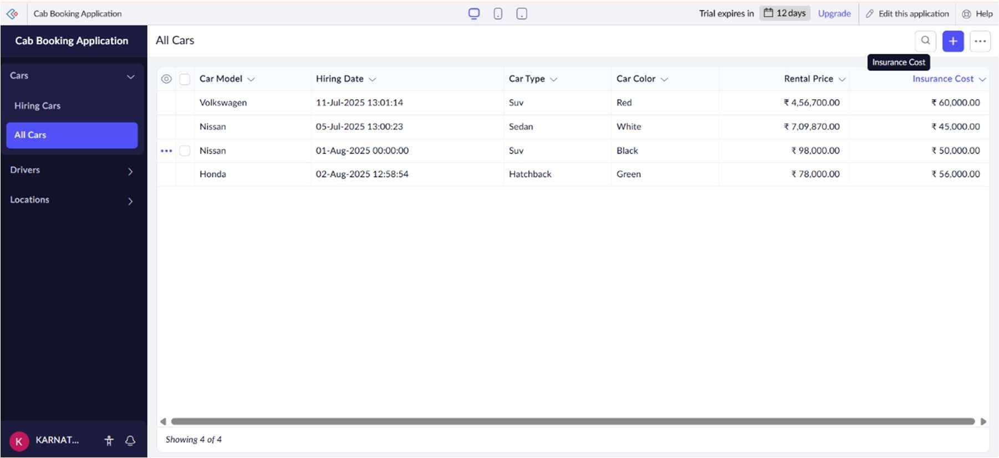 Cab Booking Application
Trial expires in 12 days Upgrade Edit this application Help
Cab Booking Application
Cars
Hiring Cars
All Cars
Drivers
Locations
K KARNAT...
All Cars
Insurance Cost
Car Model Hiring Date Car Type Car Color Rental Price Insurance Cost
Volkswagen 11-Jul-2025 13:01:14 Suv Red ₹ 4,56,700.00 ₹ 60,000.00
Nissan 05-Jul-2025 13:00:23 Sedan White ₹ 7,09,870.00 ₹ 45,000.00
Nissan 01-Aug-2025 00:00:00 Suv Black ₹ 98,000.00 ₹ 50,000.00
Honda 02-Aug-2025 12:58:54 Hatchback Green ₹ 78,000.00 ₹ 56,000.00
Showing 4 of 4